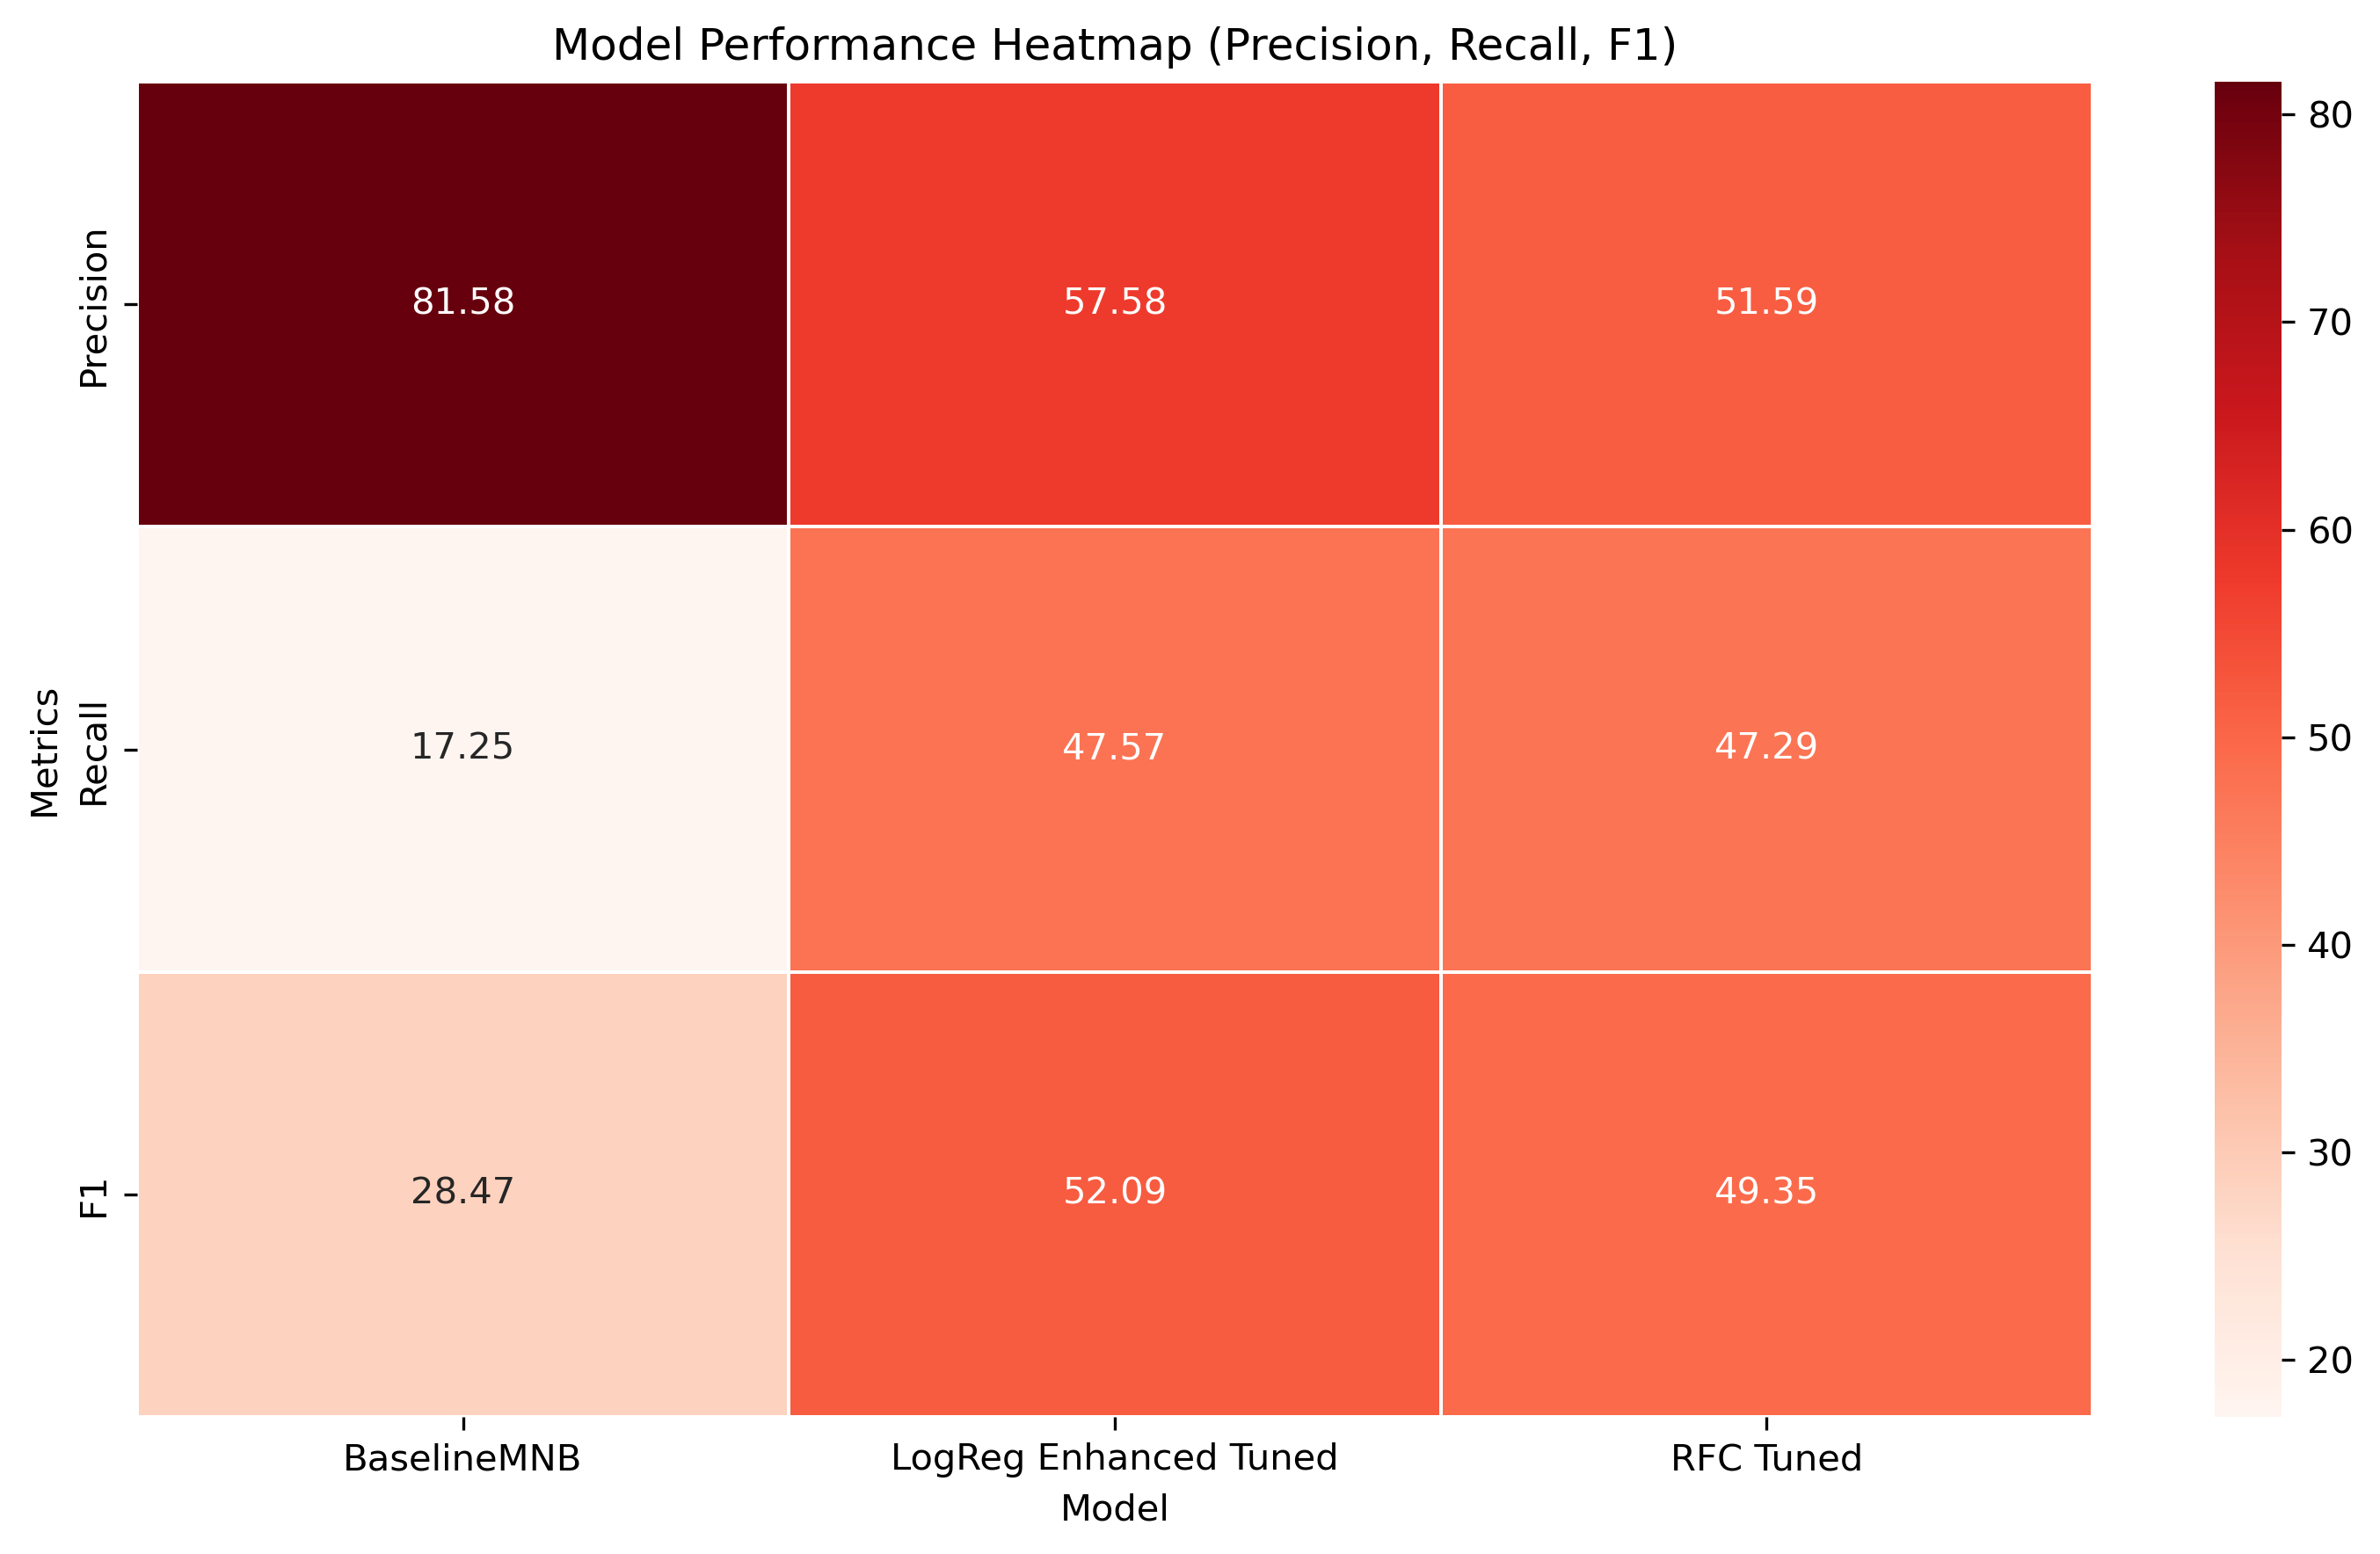 Model Performance Heatmap (Precision, Recall, F1)
Metrics
Precision
81.58
57.58
51.59
Recall
17.25
47.57
47.29
F1
28.47
52.09
49.35
BaselineMNB
LogReg Enhanced Tuned
RFC Tuned
Model
80
70
60
50
40
30
20